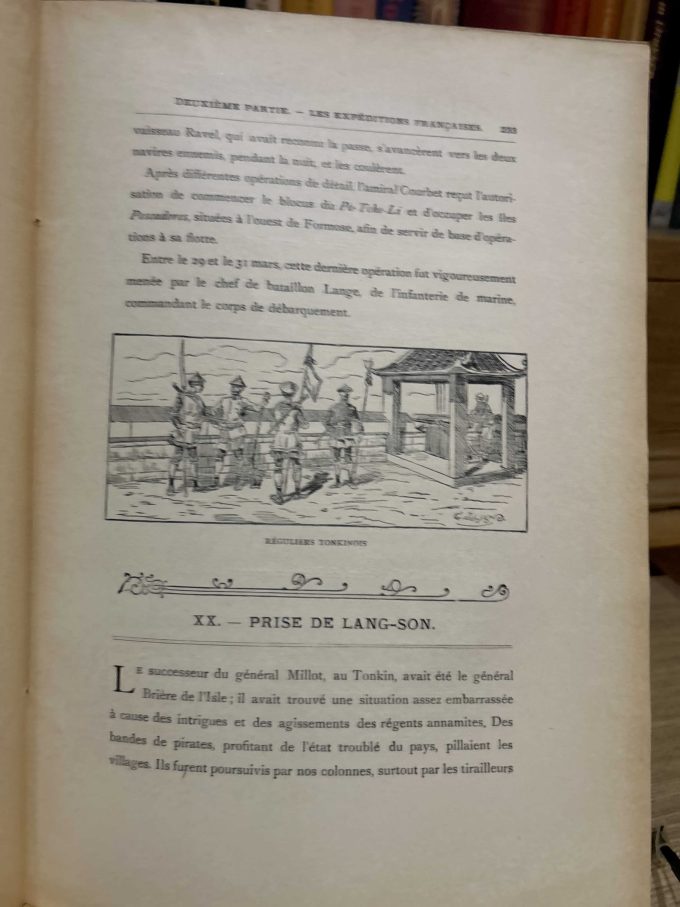 DEUXIÈME PARTIE. — LES EXPÉDITIONS FRANÇAISES. 233
vaisseau Ravel, qui avait reconnu la passe, s'avancèrent vers les deux
navires ennemis, pendant la nuit, et les coulèrent.
Après différentes opérations de détail, l'amiral Courbet reçut l'autori-
sation de commencer le blocus du Pe-Tche-Li et d'occuper les îles
Pescadores, situées à l'ouest de Formose, afin de servir de base d'opéra-
tions à sa flotte.
Entre le 29 et le 31 mars, cette dernière opération fut vigoureusement
menée par le chef de bataillon Lange, de l'infanterie de marine,
commandant le corps de débarquement.
RÉGULIERS TONKINOIS
XX. — PRISE DE LANG-SON.
LE successeur du général Millot, au Tonkin, avait été le général
Brière de l'Isle ; il avait trouvé une situation assez embarrassée
à cause des intrigues et des agissements des régents annamites, Des
bandes de pirates, profitant de l'état troublé du pays, pillaient les
villages. Ils furent poursuivis par nos colonnes, surtout par les tirailleurs